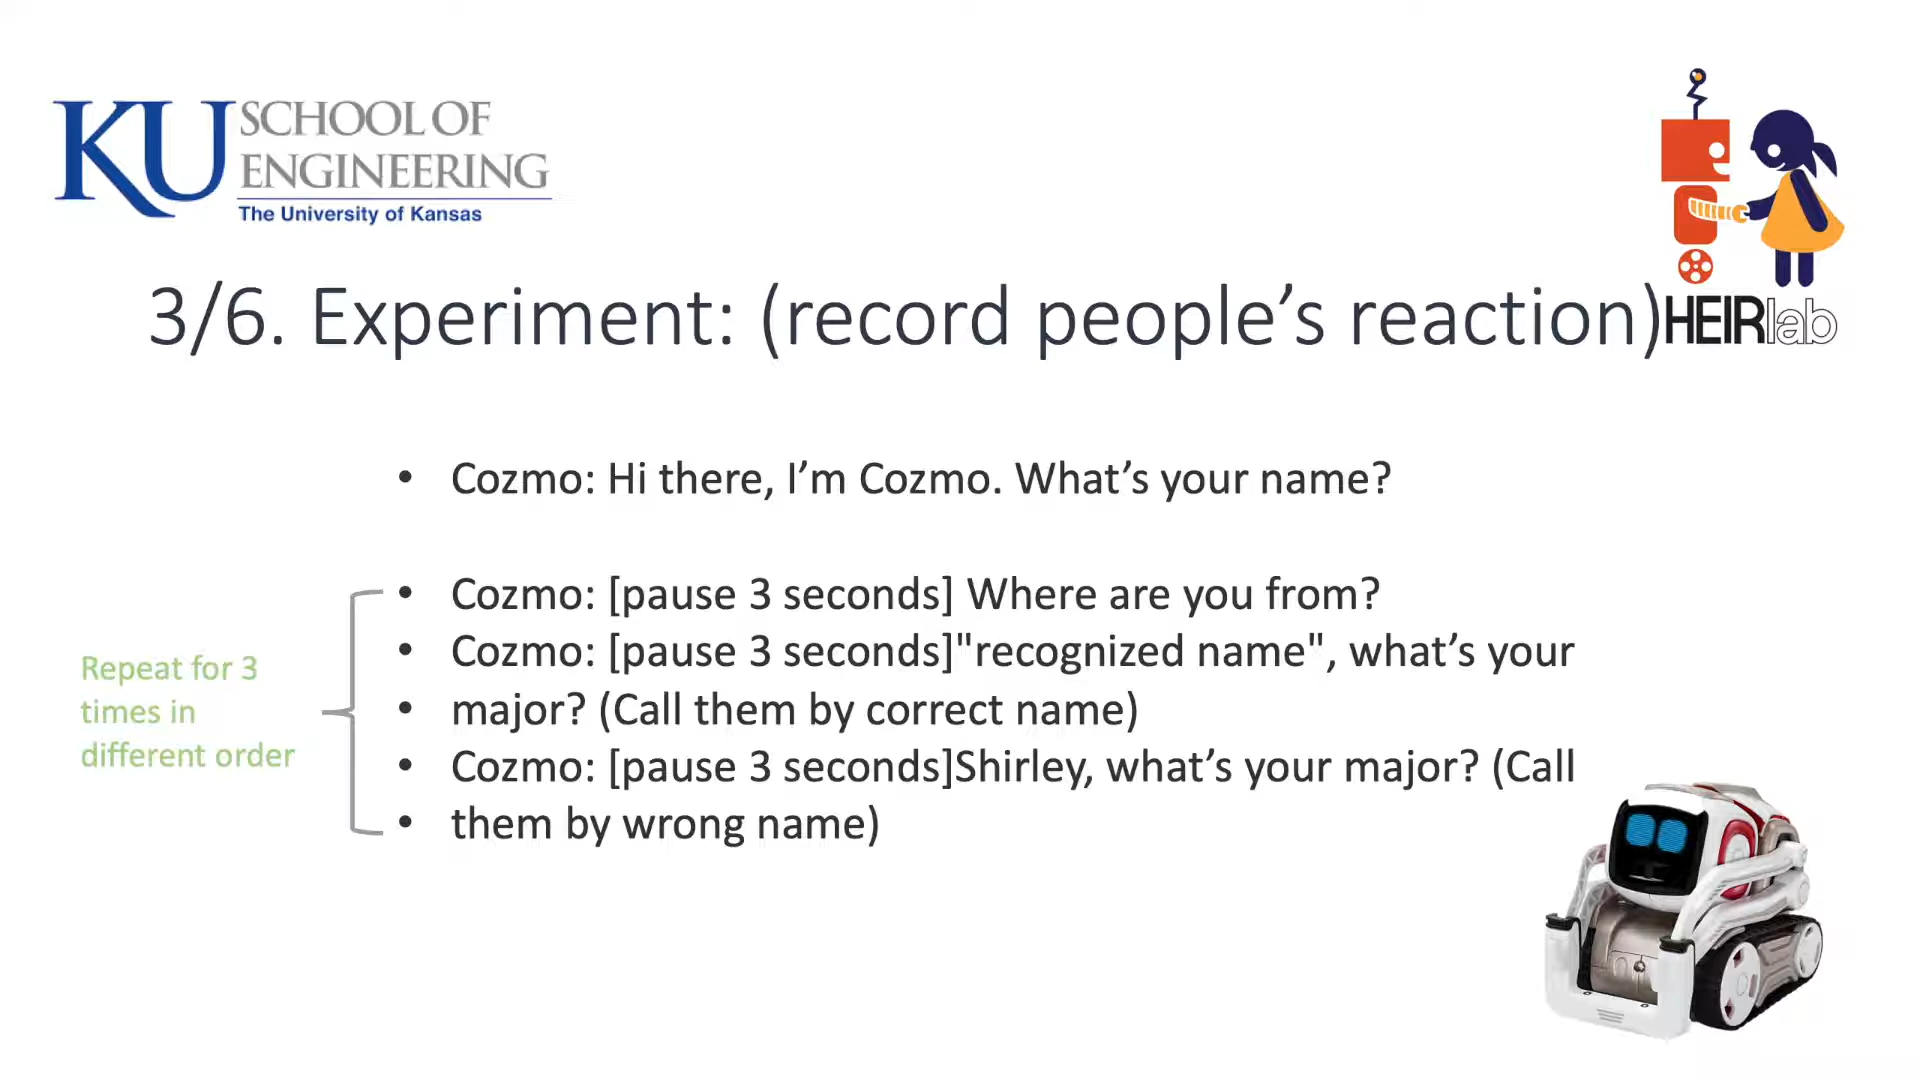 KU SCHOOL OF
ENGINEERING
The University of Kansas
3/6. Experiment: (record people’s reaction)
HEIRlab
• Cozmo: Hi there, I’m Cozmo. What’s your name?
• Cozmo: [pause 3 seconds] Where are you from?
• Cozmo: [pause 3 seconds]"recognized name", what’s your
• major? (Call them by correct name)
• Cozmo: [pause 3 seconds]Shirley, what’s your major? (Call
• them by wrong name)
Repeat for 3
times in
different order